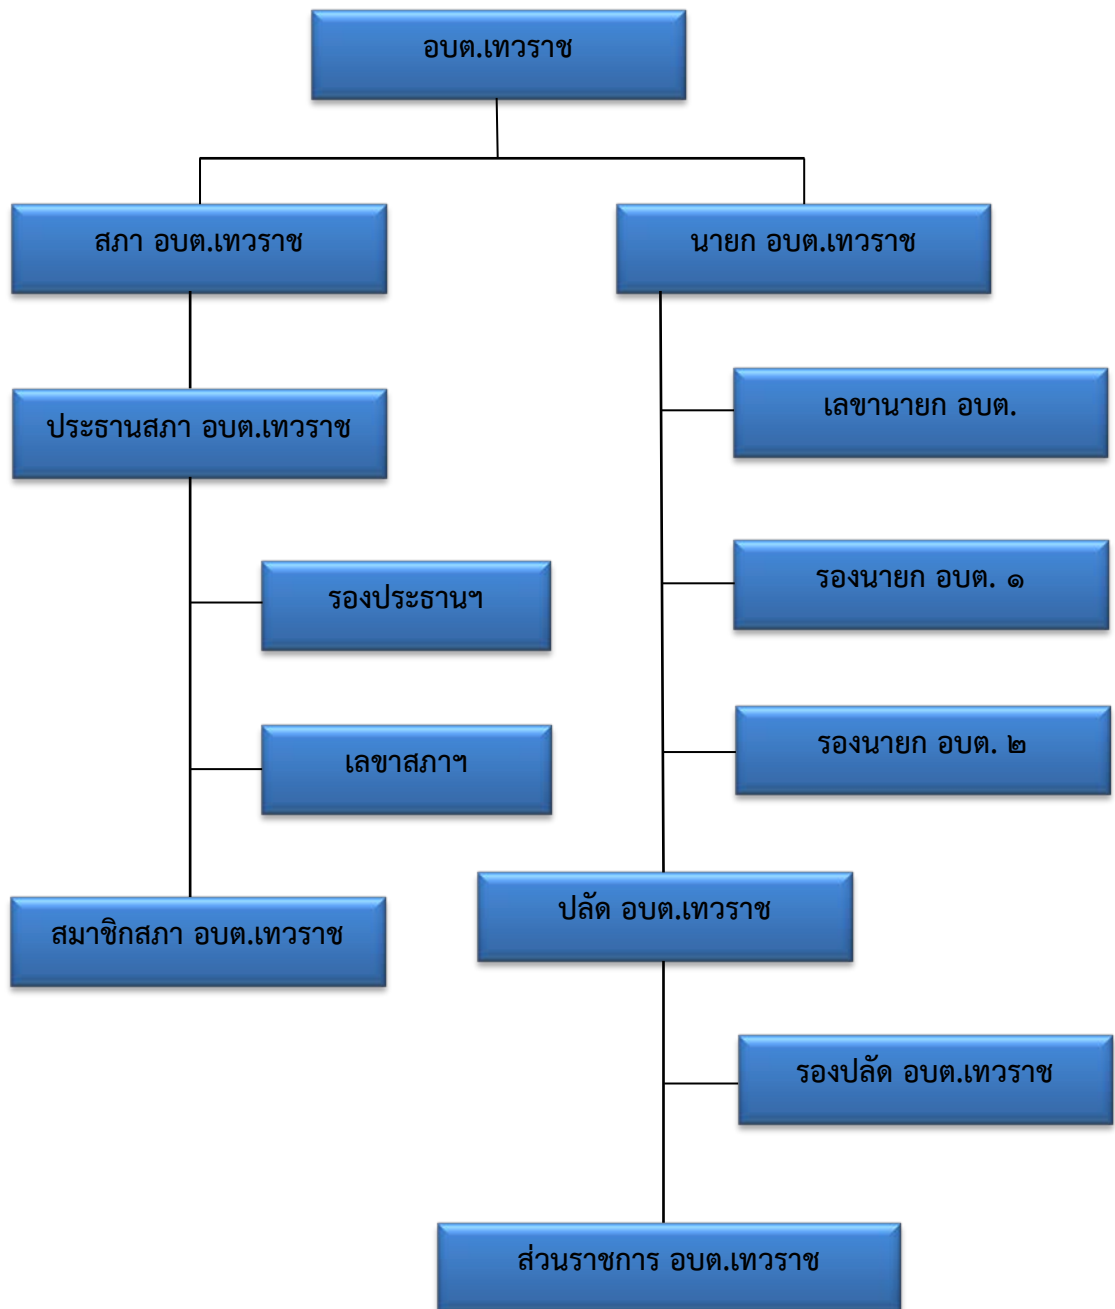 อบต.เทวราช
สภา อบต.เทวราช
นายก อบต.เทวราช
ประธานสภา อบต.เทวราช
เลขานายก อบต.
รองประธานฯ
รองนายก อบต. ๑
เลขาสภาฯ
รองนายก อบต. ๒
สมาชิกสภา อบต.เทวราช
ปลัด อบต.เทวราช
รองปลัด อบต.เทวราช
ส่วนราชการ อบต.เทวราช